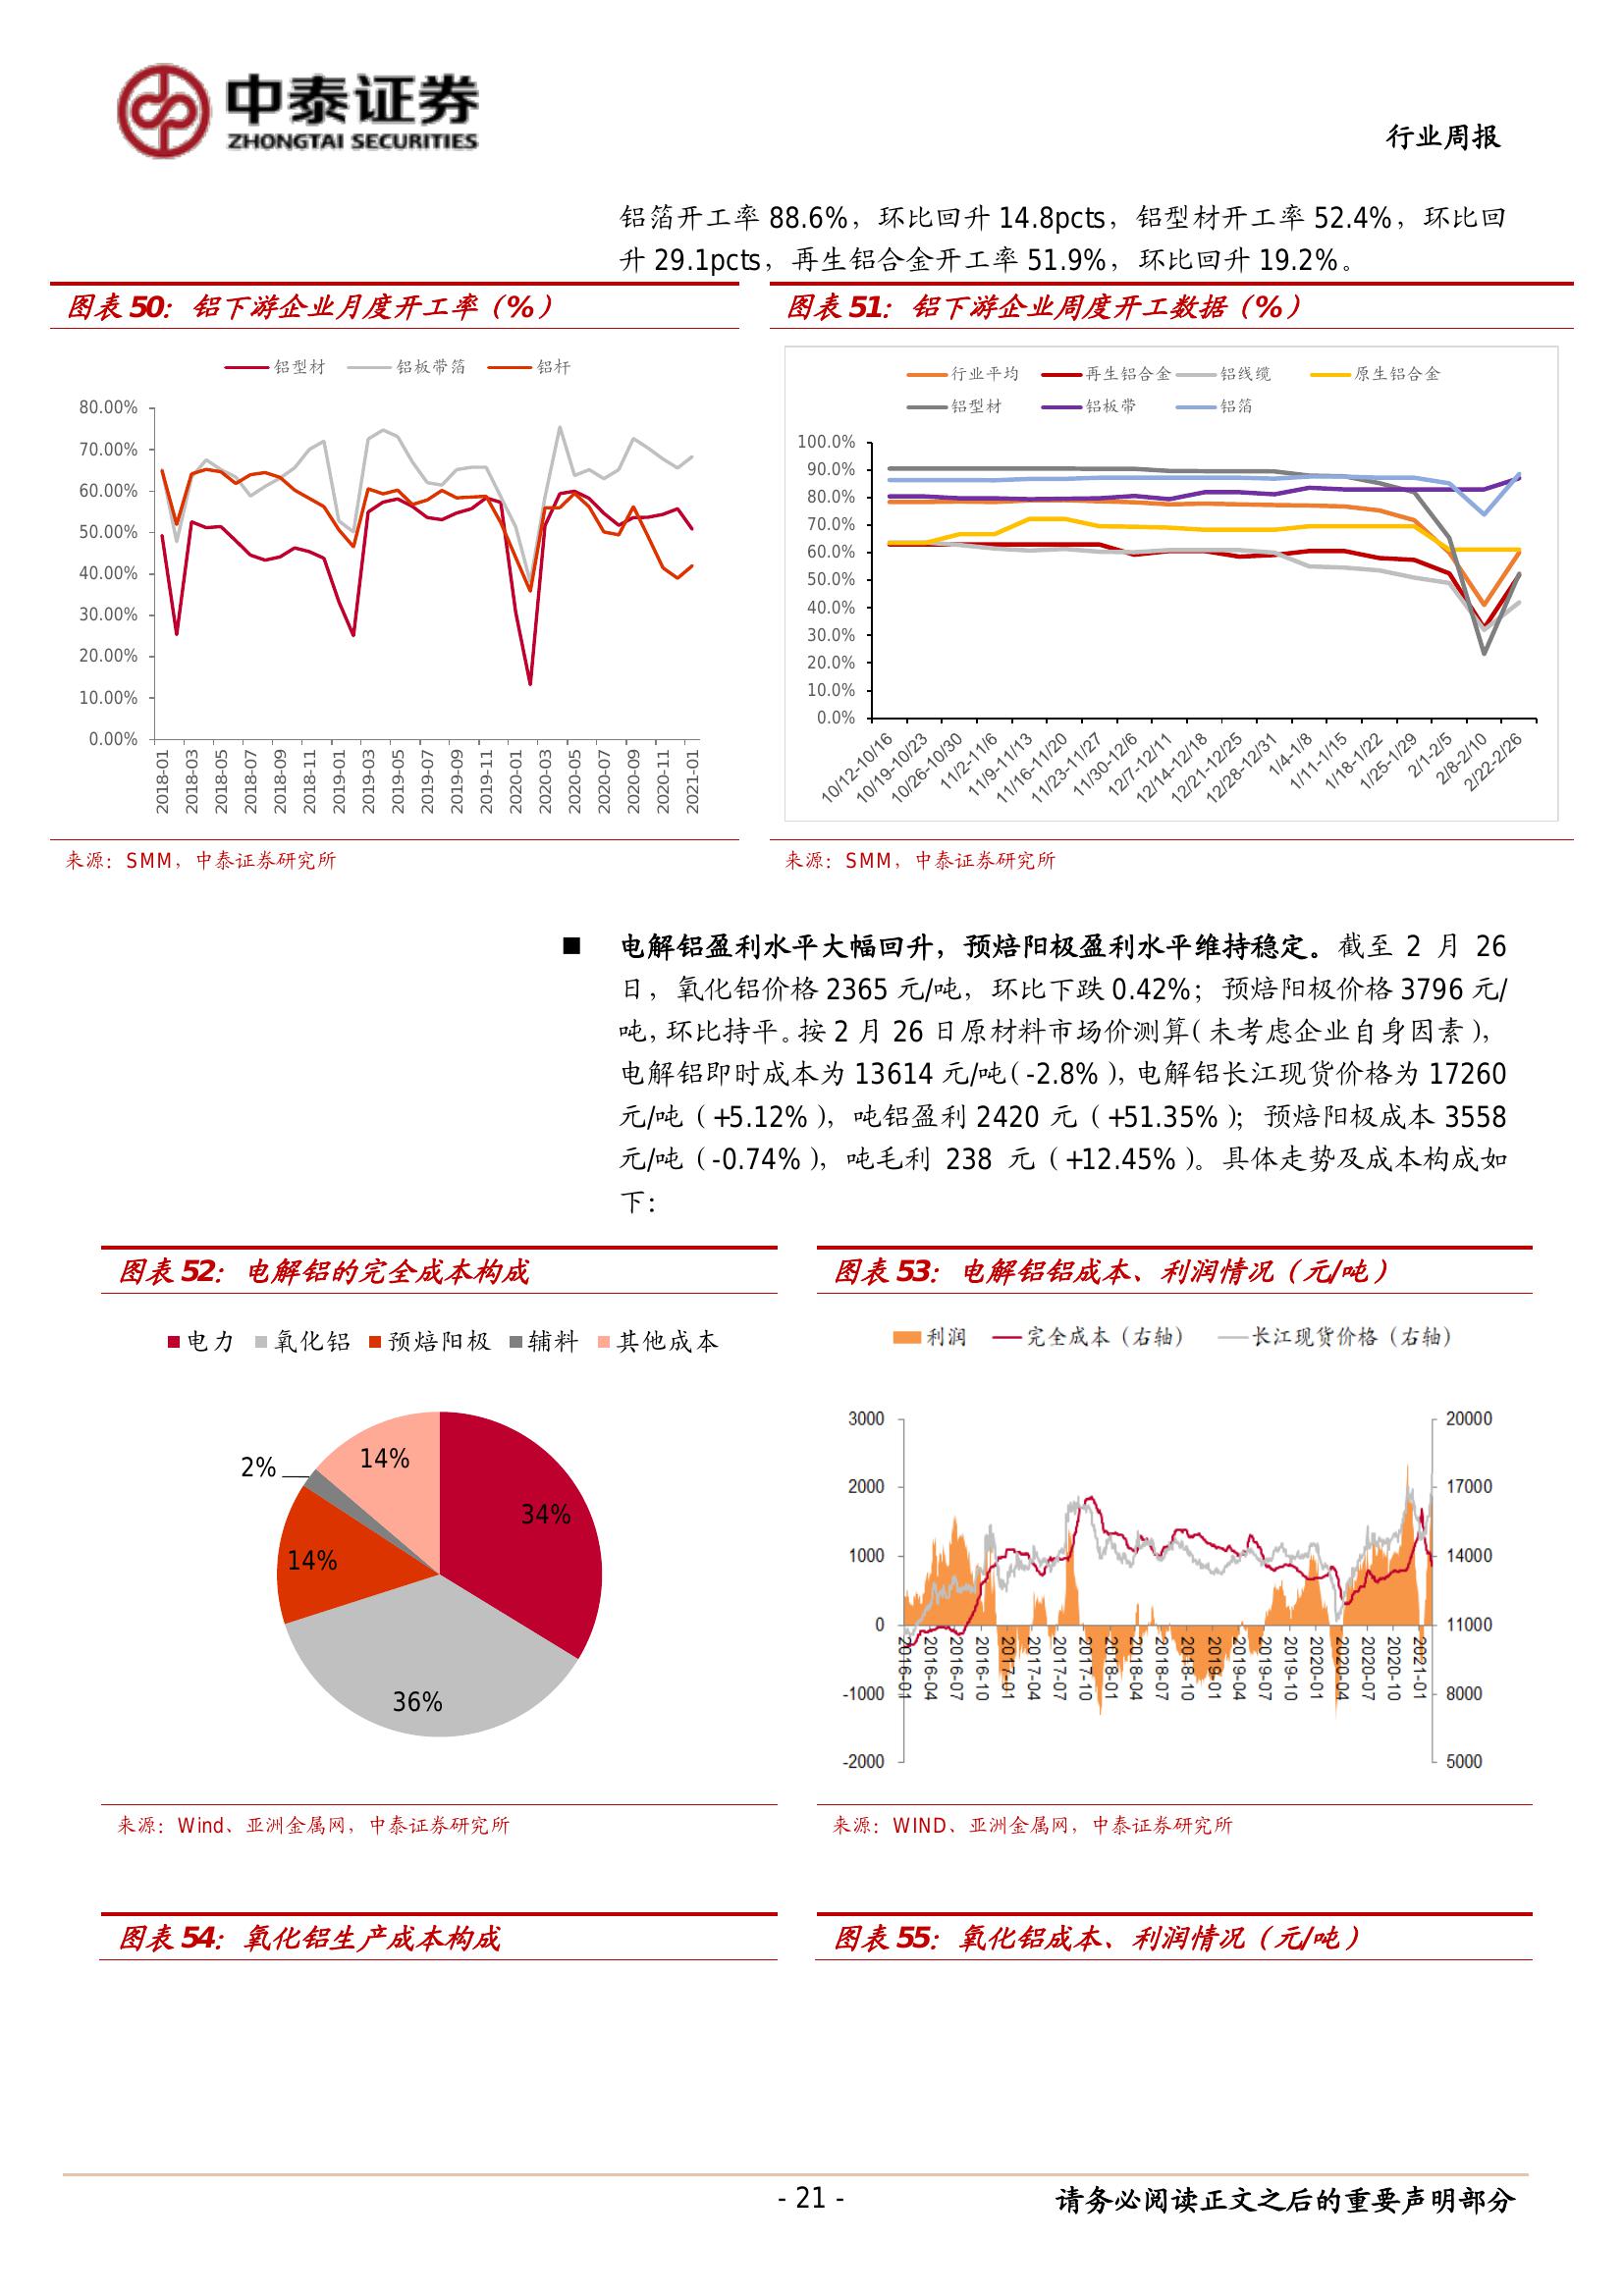 中泰证券
ZHONGTAI SECURITIES
行业周报
铝箔开工率 88.6%，环比回升 14.8pcts，铝型材开工率 52.4%，环比回
升 29.1pcts，再生铝合金开工率 51.9%，环比回升 19.2%。
图表 50：铝下游企业月度开工率（%）
铝型材 铝板带箔 铝杆
80.00%
70.00%
60.00%
50.00%
40.00%
30.00%
20.00%
10.00%
0.00%
2018-01 2018-03 2018-05 2018-07 2018-09 2018-11 2019-01 2019-03 2019-05 2019-07 2019-09 2019-11 2020-01 2020-03 2020-05 2020-07 2020-09 2020-11 2021-01
来源：SMM，中泰证券研究所
图表 51：铝下游企业周度开工数据（%）
行业平均 再生铝合金 铝线缆 原生铝合金
铝型材 铝板带 铝箔
100.0%
90.0%
80.0%
70.0%
60.0%
50.0%
40.0%
30.0%
20.0%
10.0%
0.0%
10/12-10/16 10/19-10/23 10/26-10/30 11/2-11/6 11/9-11/13 11/16-11/20 11/23-11/27 11/30-12/6 12/7-12/11 12/14-12/18 12/21-12/25 12/28-12/31 1/4-1/8 1/11-1/15 1/18-1/22 1/25-1/29 2/1-2/5 2/8-2/10 2/22-2/26
来源：SMM，中泰证券研究所
■ 电解铝盈利水平大幅回升，预焙阳极盈利水平维持稳定。截至 2 月 26
日，氧化铝价格 2365 元/吨，环比下跌 0.42%；预焙阳极价格 3796 元/
吨，环比持平。按 2 月 26 日原材料市场价测算（未考虑企业自身因素），
电解铝即时成本为 13614 元/吨（-2.8%），电解铝长江现货价格为 17260
元/吨（+5.12%），吨铝盈利 2420 元（+51.35%）；预焙阳极成本 3558
元/吨（-0.74%），吨毛利 238 元（+12.45%）。具体走势及成本构成如
下：
图表 52：电解铝的完全成本构成
电力 氧化铝 预焙阳极 辅料 其他成本
2%
14%
34%
14%
36%
来源：Wind、亚洲金属网，中泰证券研究所
图表 53：电解铝铝成本、利润情况（元/吨）
利润 完全成本（右轴） 长江现货价格（右轴）
3000
2000
1000
0
-1000
-2000
20000
17000
14000
11000
8000
5000
2016-01 2016-04 2016-07 2016-10 2017-01 2017-04 2017-07 2017-10 2018-01 2018-04 2018-07 2018-10 2019-01 2019-04 2019-07 2019-10 2020-01 2020-04 2020-07 2020-10 2021-01
来源：WIND、亚洲金属网，中泰证券研究所
图表 54：氧化铝生产成本构成
图表 55：氧化铝成本、利润情况（元/吨）
- 21 -
请务必阅读正文之后的重要声明部分